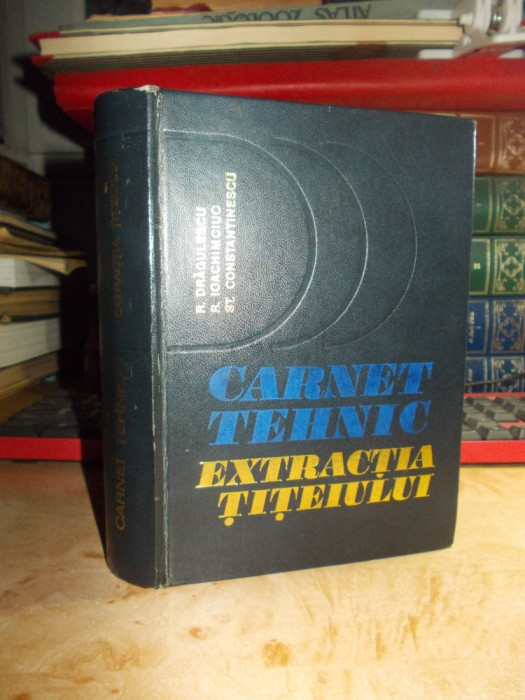 ATLAS ZOOLOGIC
R. DRĂGULESCU
R. IOACHIMCIUC
ST. CONSTANTINESCU
CARNET
TEHNIC
EXTRACȚIA
ȚIȚEIULUI
CARNET TEHNIC EXTRACȚIA ȚIȚEIULUI